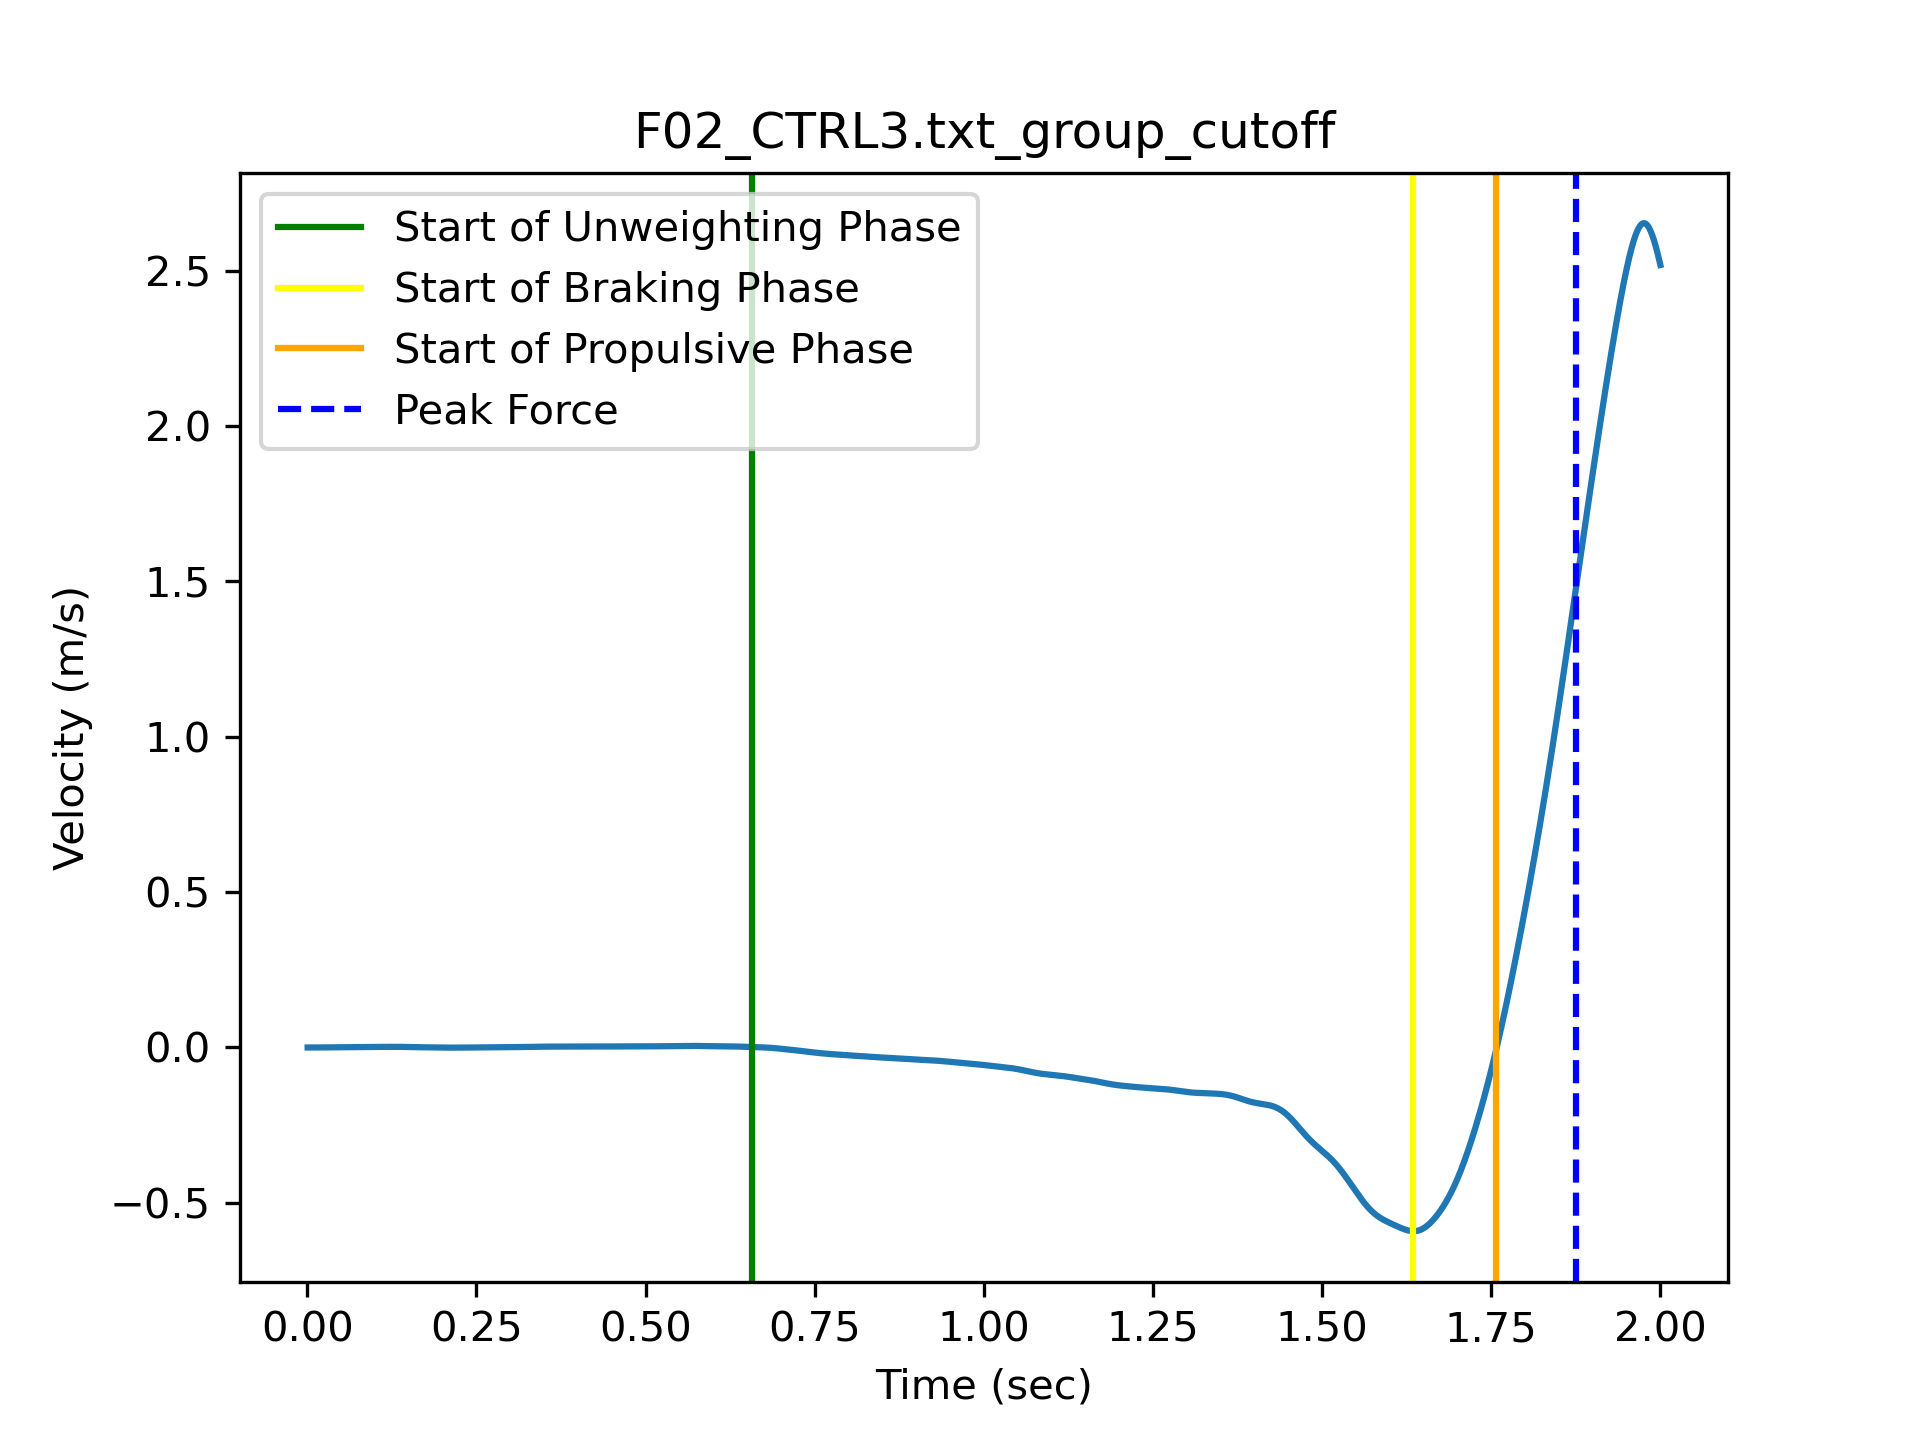 F02_CTRL3.txt_group_cutoff
Start of Unweighting Phase
Start of Braking Phase
Start of Propulsive Phase
Peak Force
2.5
2.0
1.5
1.0
0.5
0.0
−0.5
Velocity (m/s)
0.00 0.25 0.50 0.75 1.00 1.25 1.50 1.75 2.00
Time (sec)